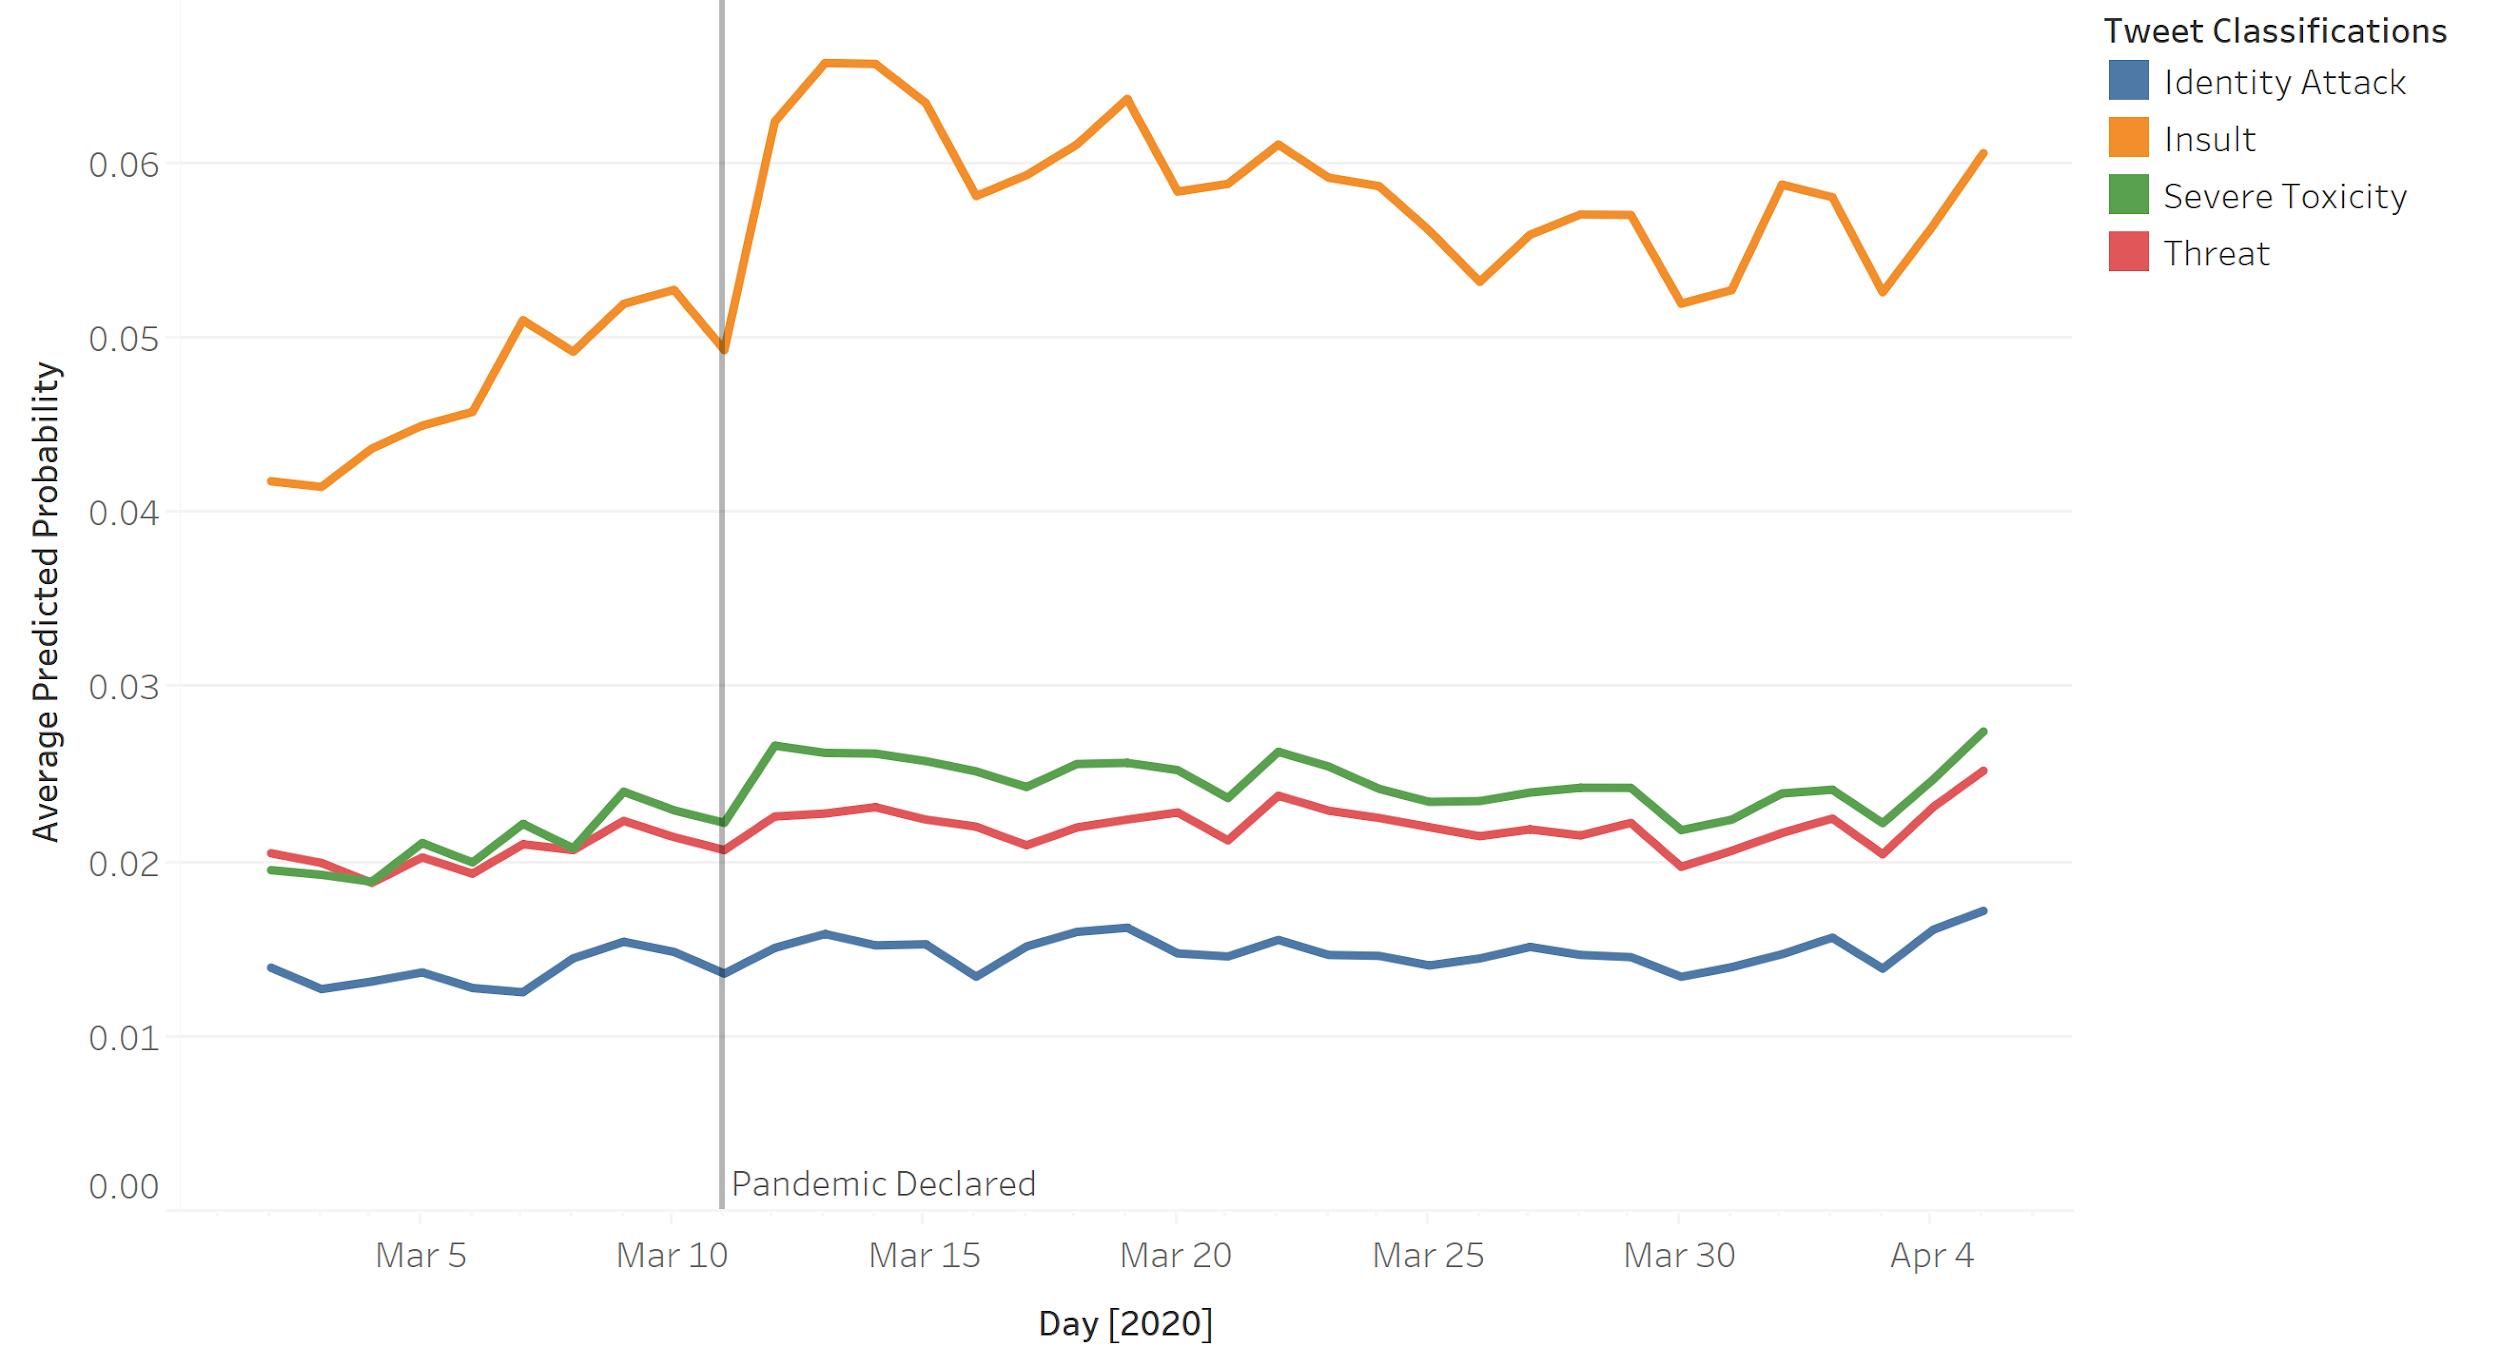 Tweet Classifications
Identity Attack
Insult
Severe Toxicity
Threat
Average Predicted Probability
0.06
0.05
0.04
0.03
0.02
0.01
0.00
Pandemic Declared
Mar 5 Mar 10 Mar 15 Mar 20 Mar 25 Mar 30 Apr 4
Day [2020]